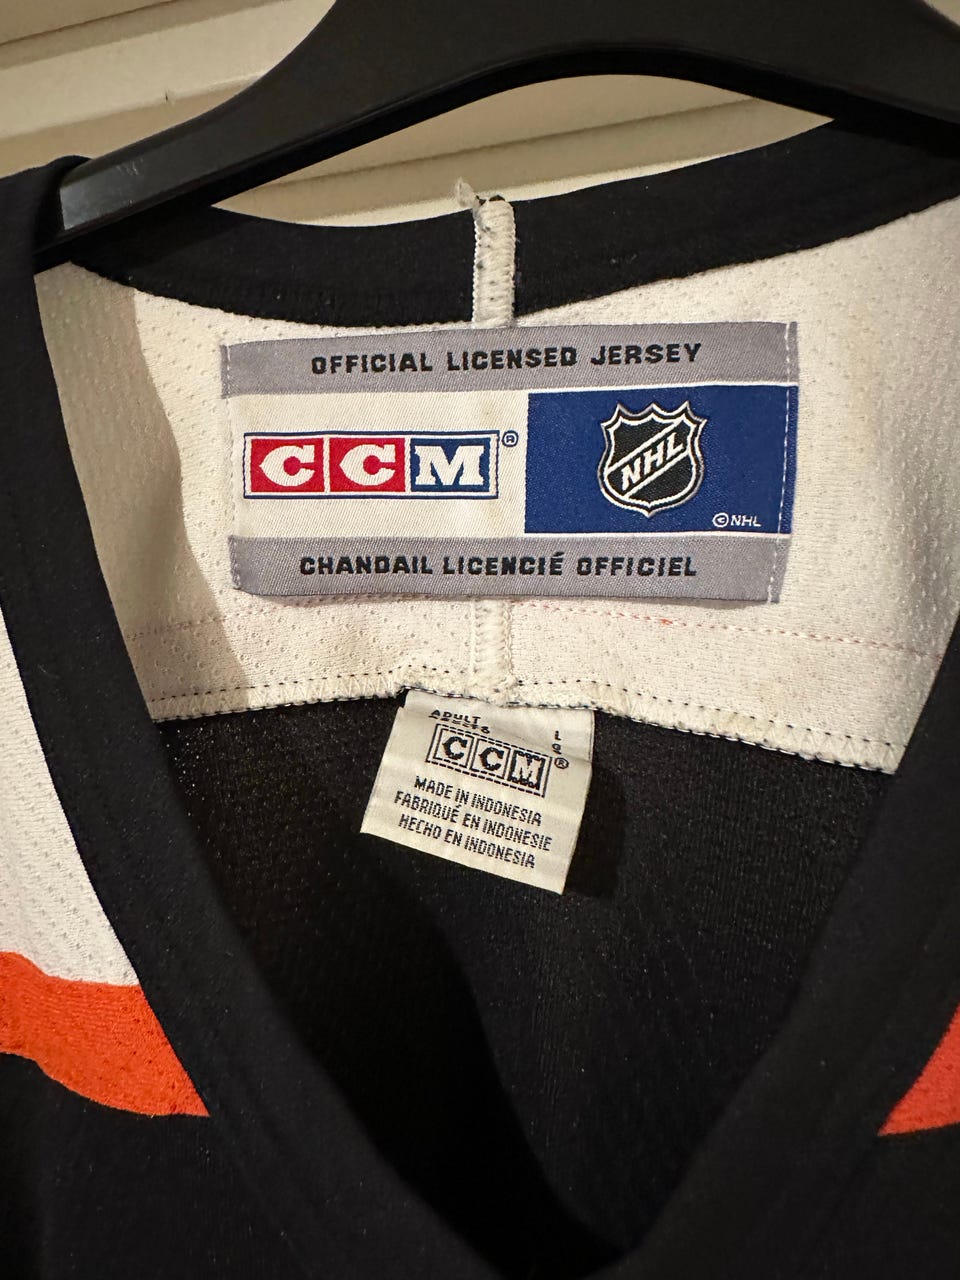 OFFICIAL LICENSED JERSEY
CCM®
NHL
©NHL
CHANDAIL LICENCIÉ OFFICIEL
ADULT L
CCM®
MADE IN INDONESIA
FABRIQUÉ EN INDONESIE
HECHO EN INDONESIA